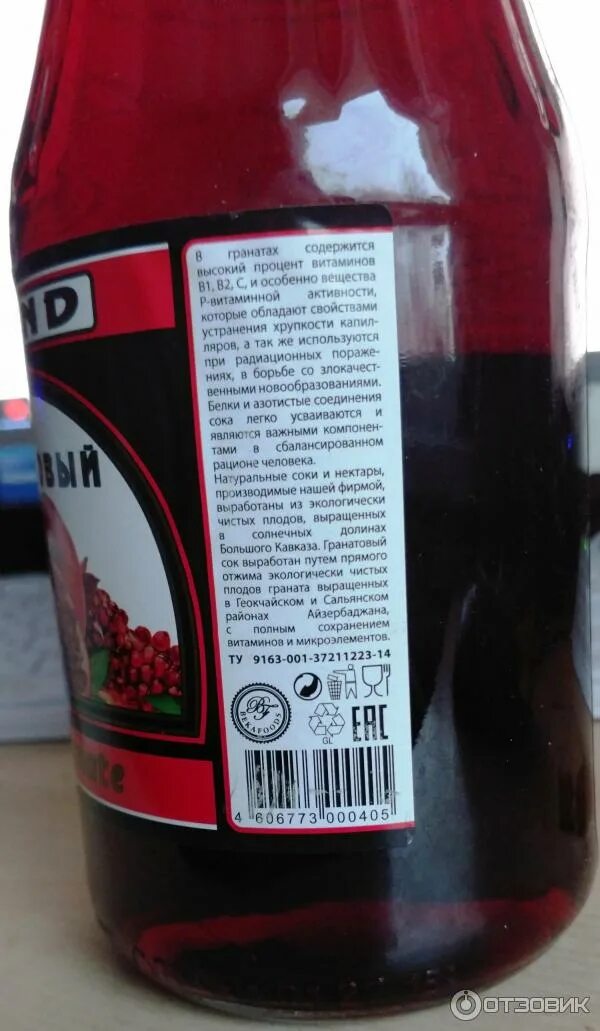 ND
ОВЫЙ
ate
В гранатах содержится
высокий процент витаминов
В1, В2, С, и особенно вещества
Р-витаминной активности,
которые обладают свойствами
устранения хрупкости капил-
ляров, а так же используются
при радиационных пораже-
ниях, в борьбе со злокачест-
венными новообразованиями.
Белки и азотистые соединения
сока легко усваиваются и
являются важными компонен-
тами в сбалансированном
рационе человека.
Натуральные соки и нектары,
производимые нашей фирмой,
выработаны из экологически
чистых плодов, выращенных
в солнечных долинах
Большого Кавказа. Гранатовый
сок выработан путем прямого
отжима экологически чистых
плодов граната выращенных
в Геокчайском и Сальянском
районах Айзербаджана,
с полным сохранением
витаминов и микроэлементов.
ТУ 9163-001-37211223-14
BF
BEKAFOODS
GL
EAC
4 606773 000405
ОТЗОВИК